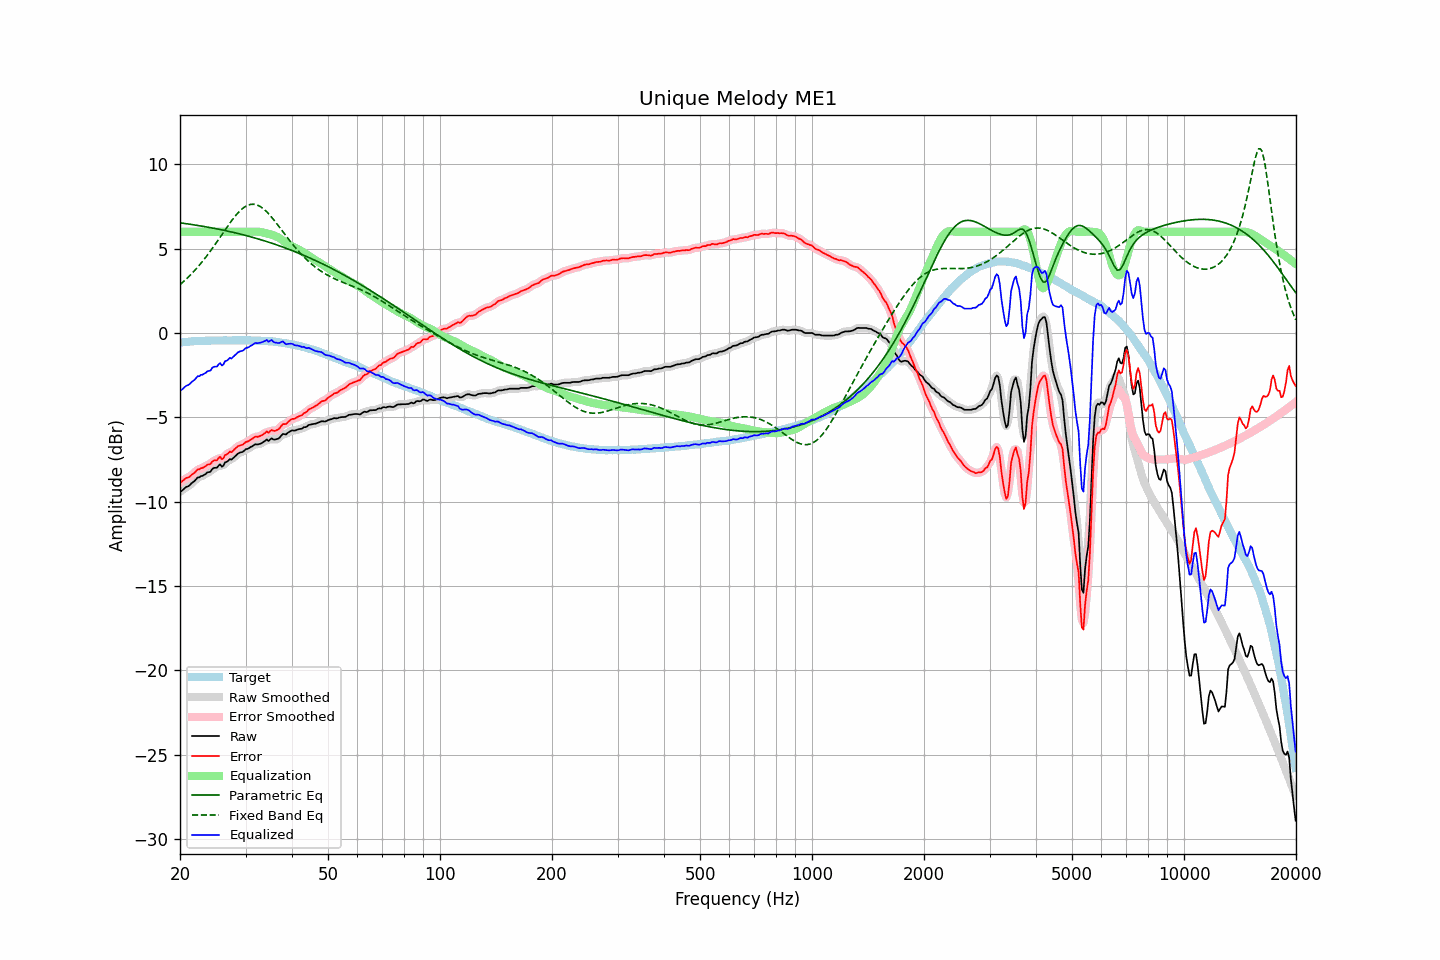 Unique Melody ME1
Amplitude (dBr)
10
5
0
−5
−10
−15
−20
−25
−30
Target
Raw Smoothed
Error Smoothed
Raw
Error
Equalization
Parametric Eq
Fixed Band Eq
Equalized
20 50 100 200 500 1000 2000 5000 10000 20000
Frequency (Hz)